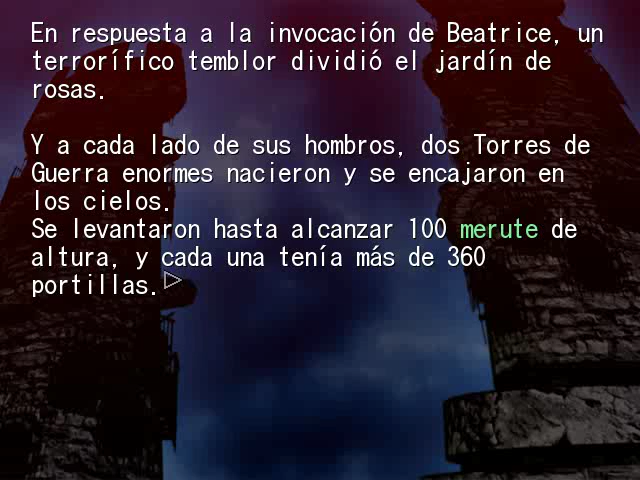 En respuesta a la invocación de Beatrice, un
terrorífico temblor dividió el jardín de
rosas.
Y a cada lado de sus hombros, dos Torres de
Guerra enormes nacieron y se encajaron en
los cielos.
Se levantaron hasta alcanzar 100 merute de
altura, y cada una tenía más de 360
portillas.